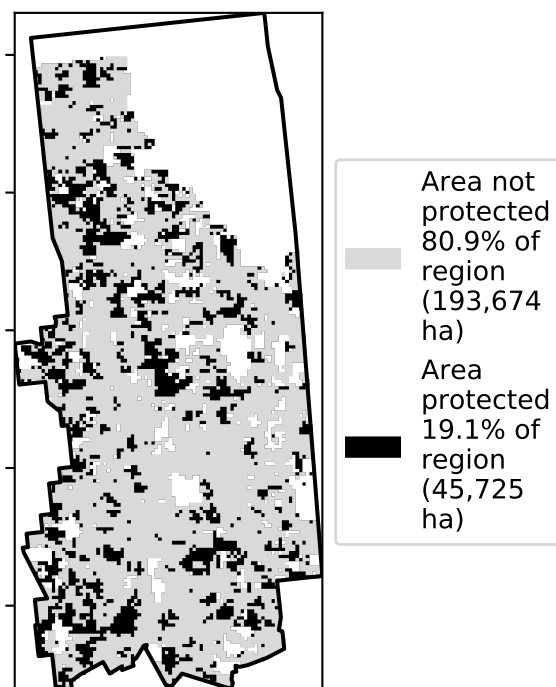 Area not
protected
80.9% of
region
(193,674
ha)
Area
protected
19.1% of
region
(45,725
ha)